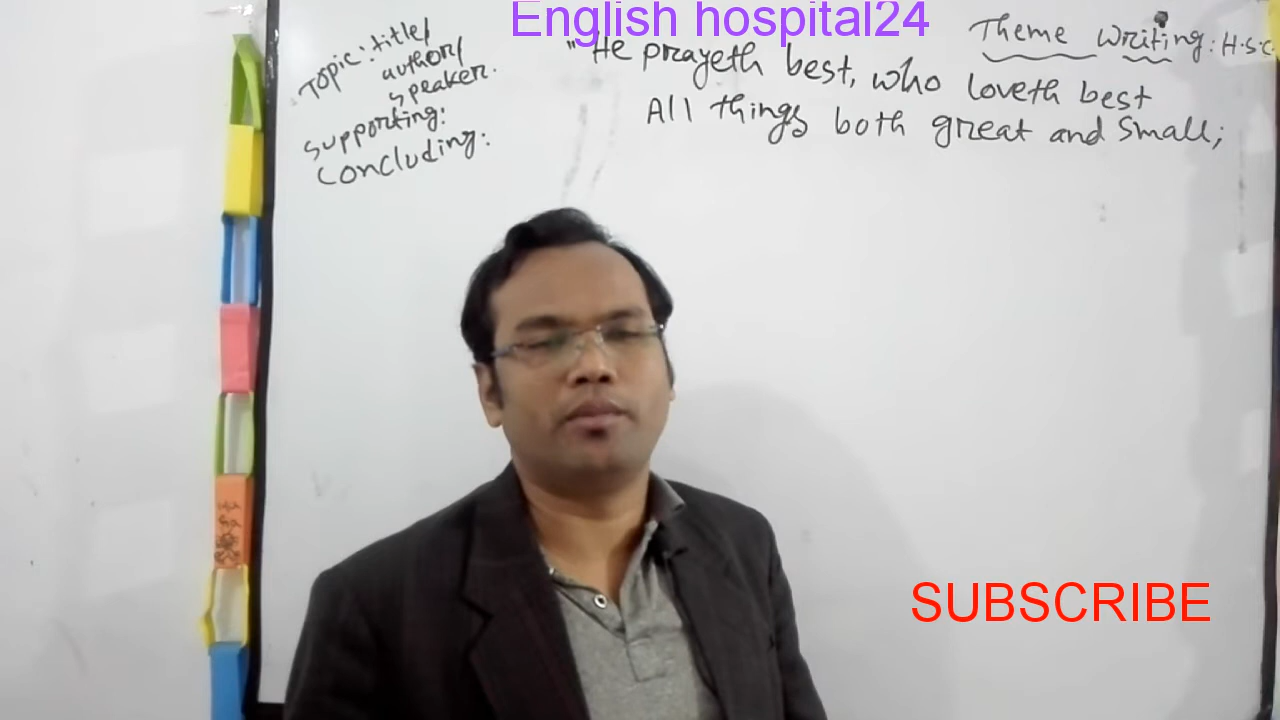 English hospital24
Theme writing: H.S.C
Topic: title/
author/
speaker.
supporting:
concluding:
"He prayeth best, who loveth best
All things both great and small;
SUBSCRIBE